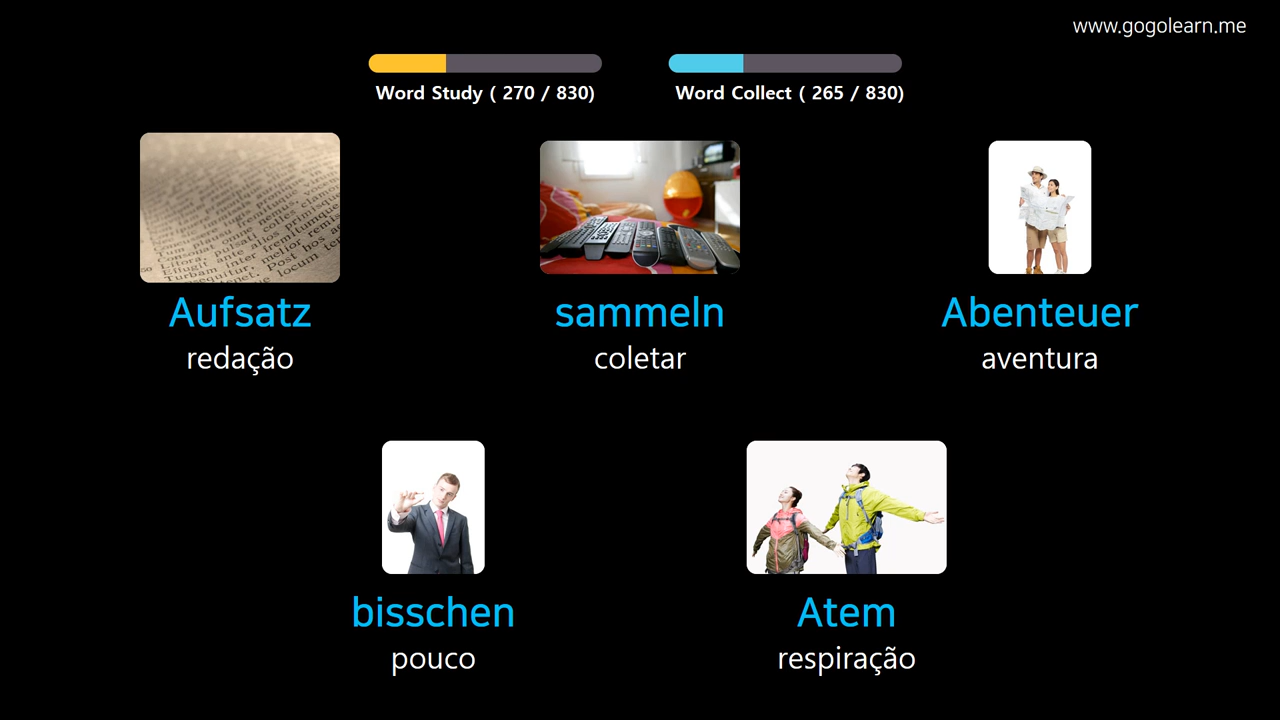 www.gogolearn.me
Word Study ( 270 / 830)
Word Collect ( 265 / 830)
Aufsatz
redação
sammeln
coletar
Abenteuer
aventura
bisschen
pouco
Atem
respiração